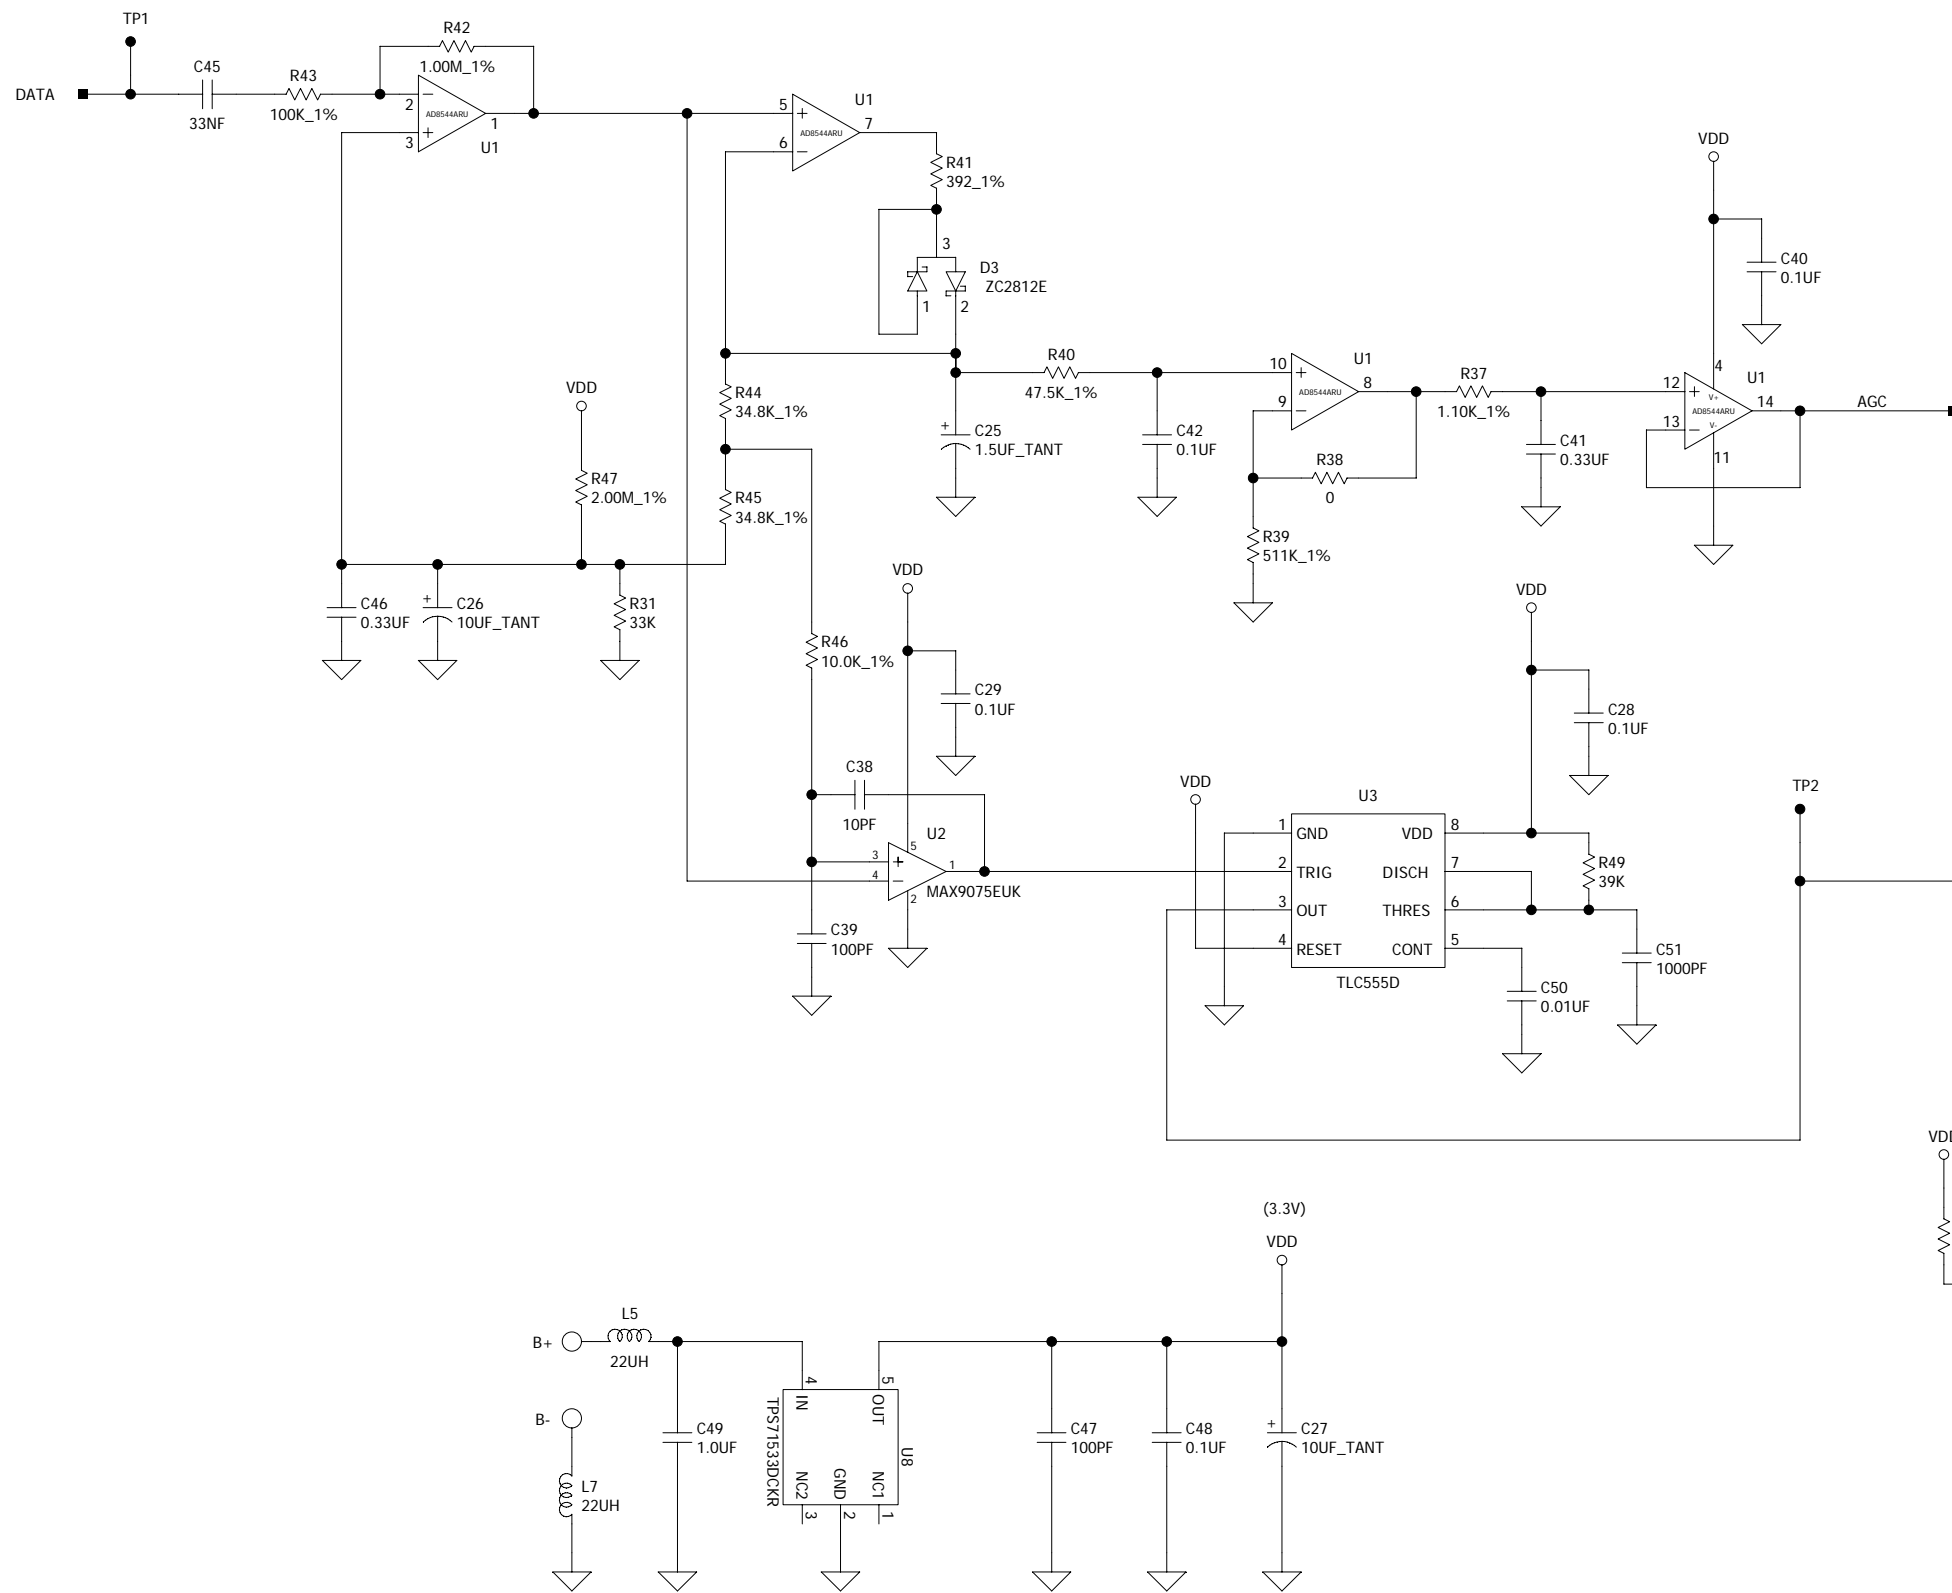 TP1
DATA
C45
33NF
R43
100K_1%
R42
1.00M_1%
2
3
−
+
AD8544ARU
1
U1
5
6
+
−
AD8544ARU
U1
7
R41
392_1%
3
D3
ZC2812E
1
2
VDD
C40
0.1UF
R44
34.8K_1%
R45
34.8K_1%
VDD
R47
2.00M_1%
+
C25
1.5UF_TANT
R40
47.5K_1%
C42
0.1UF
10
9
+
−
AD8544ARU
U1
8
R38
0
R39
511K_1%
R37
1.10K_1%
C41
0.33UF
12
13
+
−
V+
AD8544ARU
V-
4
11
U1
14
AGC
C46
0.33UF
+
C26
10UF_TANT
R31
33K
R46
10.0K_1%
VDD
C29
0.1UF
C38
10PF
U2
3
4
+
−
5
2
1
MAX9075EUK
C39
100PF
VDD
C28
0.1UF
VDD
U3
1
GND
VDD
8
2
TRIG
DISCH
7
3
OUT
THRES
6
4
RESET
CONT
5
TLC555D
R49
39K
C51
1000PF
C50
0.01UF
TP2
VDD
(3.3V)
VDD
B+
L5
22UH
B-
L7
22UH
C49
1.0UF
4
5
IN
OUT
TPS71533DCKR
U8
NC2
GND
NC1
3
2
1
C47
100PF
C48
0.1UF
+
C27
10UF_TANT